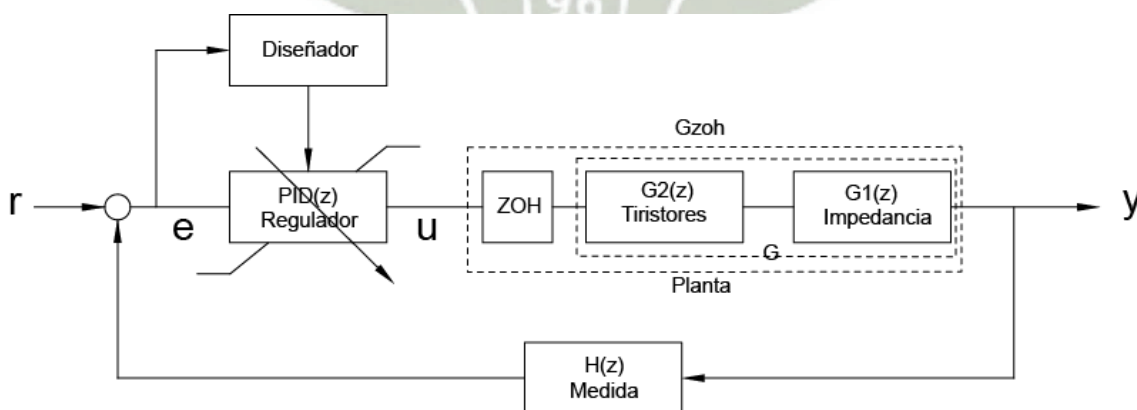 Diseñador
Gzoh
r
e
PID(z)
Regulador
u
ZOH
G2(z)
Tiristores
G1(z)
Impedancia
G
y
Planta
H(z)
Medida